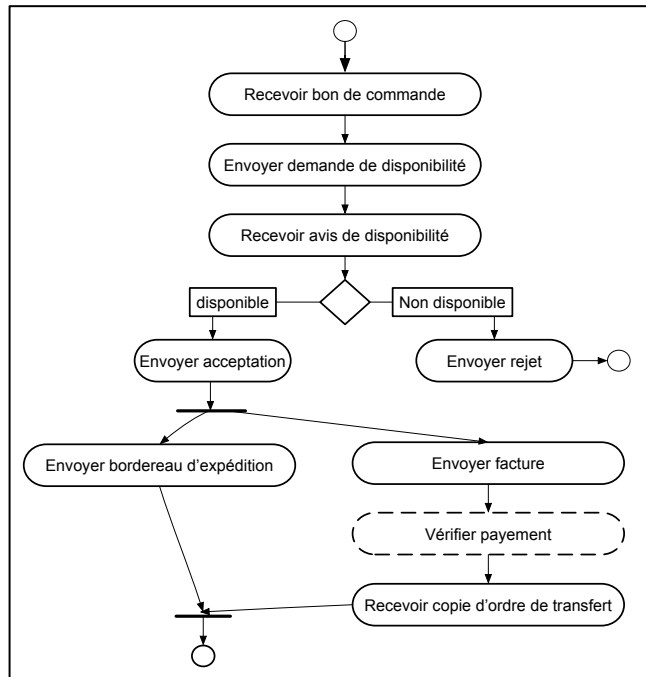 Recevoir bon de commande
Envoyer demande de disponibilité
Recevoir avis de disponibilité
disponible
Non disponible
Envoyer acceptation
Envoyer rejet
Envoyer bordereau d’expédition
Envoyer facture
Vérifier payement
Recevoir copie d’ordre de transfert